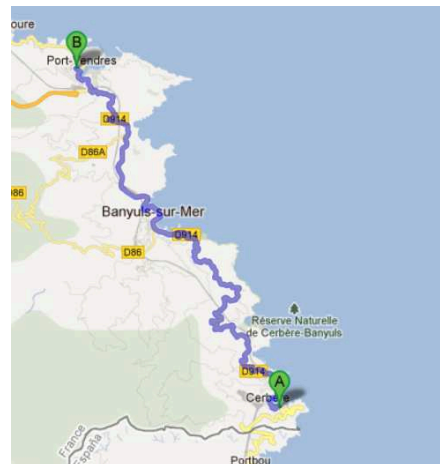 oure
B
Port-Vendres
D914
D86A
D86
Banyuls-sur-Mer
D914
D86
Réserve Naturelle
de Cerbère-Banyuls
D914
A
Cerbère
France
España
Portbou